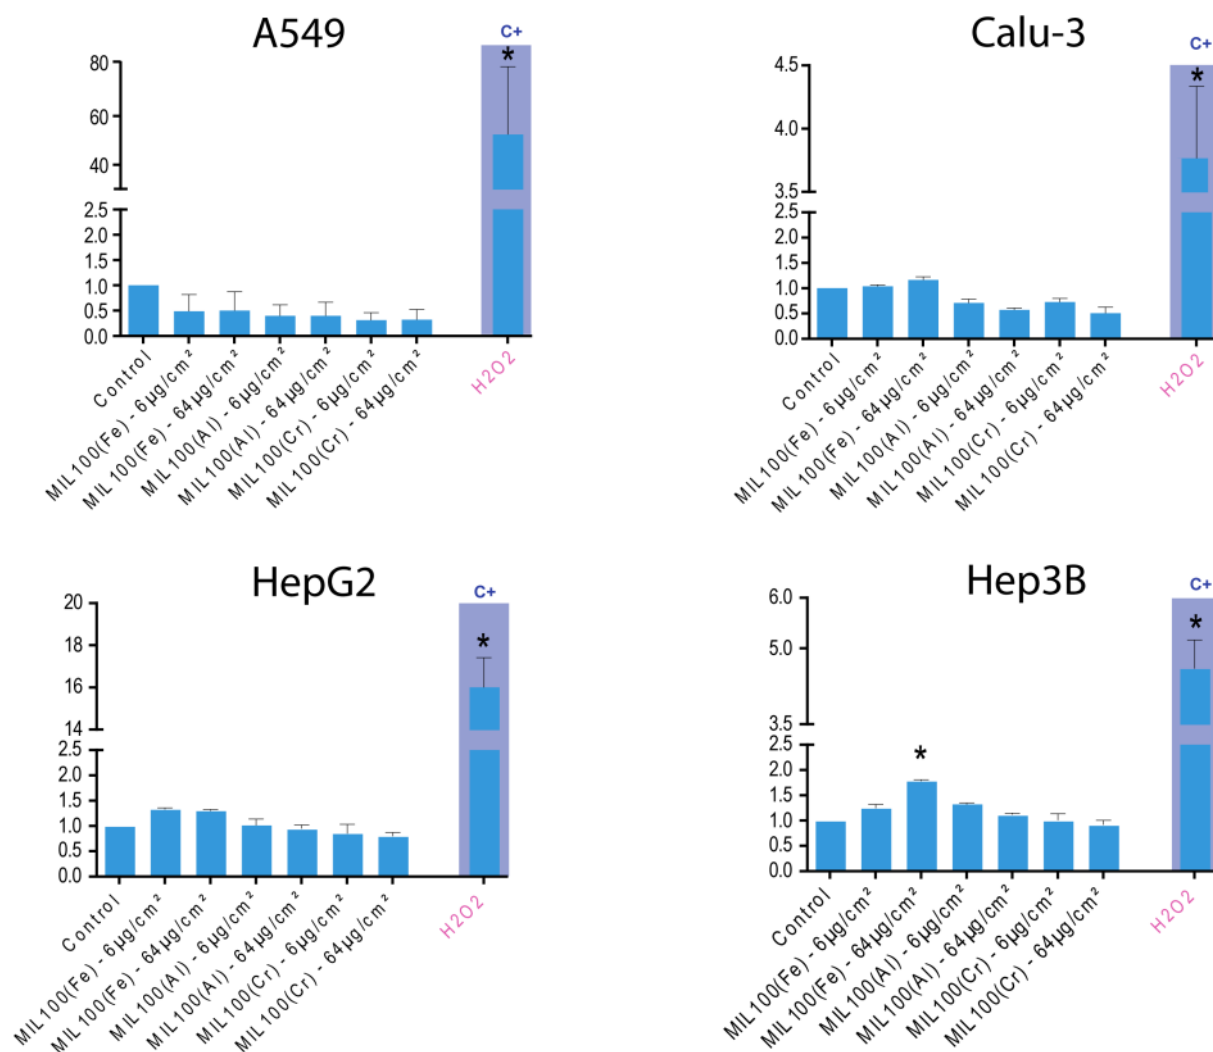 A549
C+
*
80
60
40
2.5
2.0
1.5
1.0
0.5
0.0
Control
MIL100(Fe) - 6µg/cm²
MIL100(Fe) - 64µg/cm²
MIL100(Al) - 6µg/cm²
MIL100(Al) - 64µg/cm²
MIL100(Cr) - 6µg/cm²
MIL100(Cr) - 64µg/cm²
H2O2
Calu-3
C+
*
4.5
4.0
3.5
2.5
2.0
1.5
1.0
0.5
0.0
Control
MIL100(Fe) - 6µg/cm²
MIL100(Fe) - 64µg/cm²
MIL100(Al) - 6µg/cm²
MIL100(Al) - 64µg/cm²
MIL100(Cr) - 6µg/cm²
MIL100(Cr) - 64µg/cm²
H2O2
HepG2
C+
*
20
18
16
14
2.5
2.0
1.5
1.0
0.5
0.0
Control
MIL100(Fe) - 6µg/cm²
MIL100(Fe) - 64µg/cm²
MIL100(Al) - 6µg/cm²
MIL100(Al) - 64µg/cm²
MIL100(Cr) - 6µg/cm²
MIL100(Cr) - 64µg/cm²
H2O2
Hep3B
C+
*
6.0
5.0
3.5
*
2.5
2.0
1.5
1.0
0.5
0.0
Control
MIL100(Fe) - 6µg/cm²
MIL100(Fe) - 64µg/cm²
MIL100(Al) - 6µg/cm²
MIL100(Al) - 64µg/cm²
MIL100(Cr) - 6µg/cm²
MIL100(Cr) - 64µg/cm²
H2O2